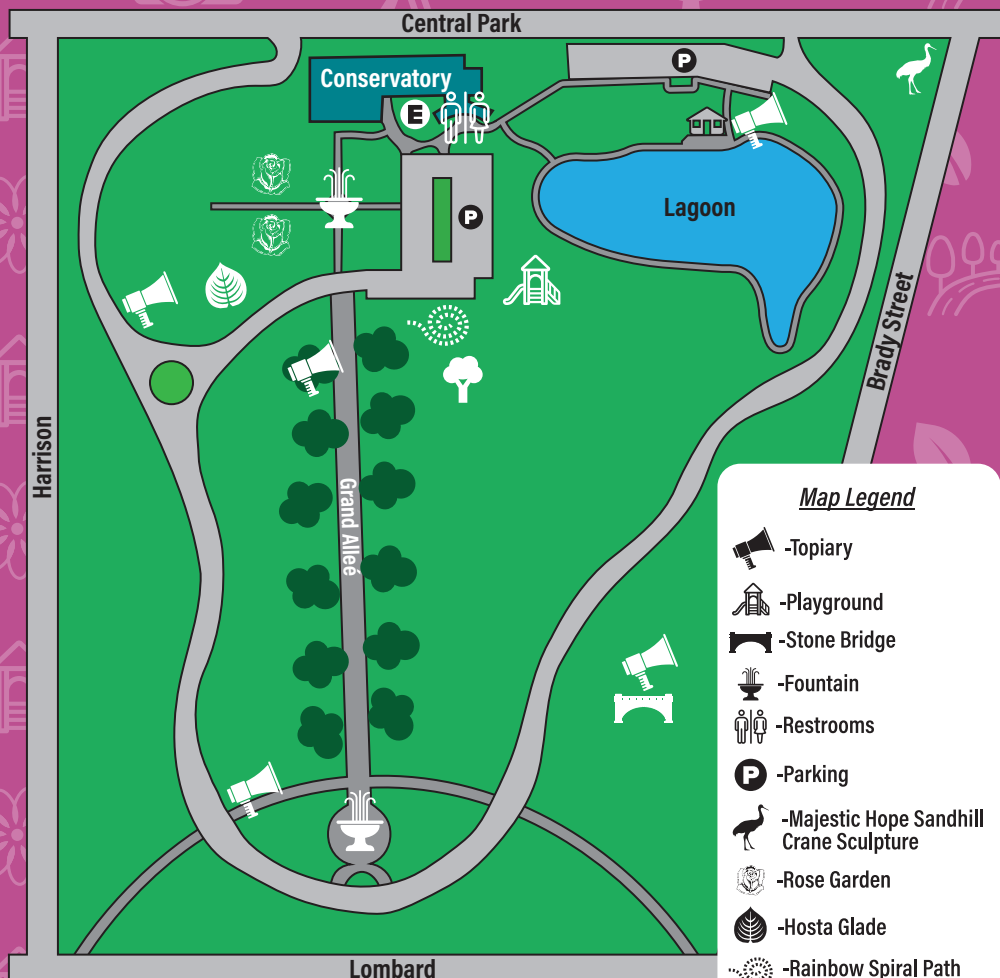 Central Park
Conservatory
P
E
Lagoon
P
Brady Street
Harrison
Grand Alleé
Lombard
Map Legend
-Topiary
-Playground
-Stone Bridge
-Fountain
-Restrooms
P -Parking
-Majestic Hope Sandhill
Crane Sculpture
-Rose Garden
-Hosta Glade
-Rainbow Spiral Path